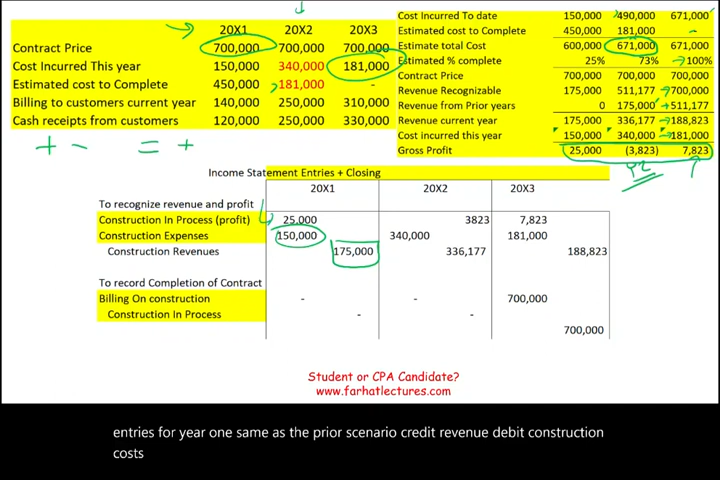 20X1 20X2 20X3
Contract Price 700,000 700,000 700,000
Cost Incurred This year 150,000 340,000 181,000
Estimated cost to Complete 450,000 181,000 -
Billing to customers current year 140,000 250,000 310,000
Cash receipts from customers 120,000 250,000 330,000
+ - = +
Cost Incurred To date 150,000 490,000 671,000
Estimated cost to Complete 450,000 181,000 -
Estimate total Cost 600,000 671,000 671,000
Estimated % complete 25% 73% 100%
Contract Price 700,000 700,000 700,000
Revenue Recognizable 175,000 511,177 700,000
Revenue from Prior years 0 175,000 511,177
Revenue current year 175,000 336,177 188,823
Cost incurred this year 150,000 340,000 181,000
Gross Profit 25,000 (3,823) 7,823
Income Statement Entries + Closing
20X1 20X2 20X3
To recognize revenue and profit
Construction In Process (profit) 25,000 3823 7,823
Construction Expenses 150,000 340,000 181,000
Construction Revenues 175,000 336,177 188,823
To record Completion of Contract
Billing On construction - - 700,000
Construction In Process - - 700,000
Student or CPA Candidate?
www.farhatlectures.com
entries for year one same as the prior scenario credit revenue debit construction
costs